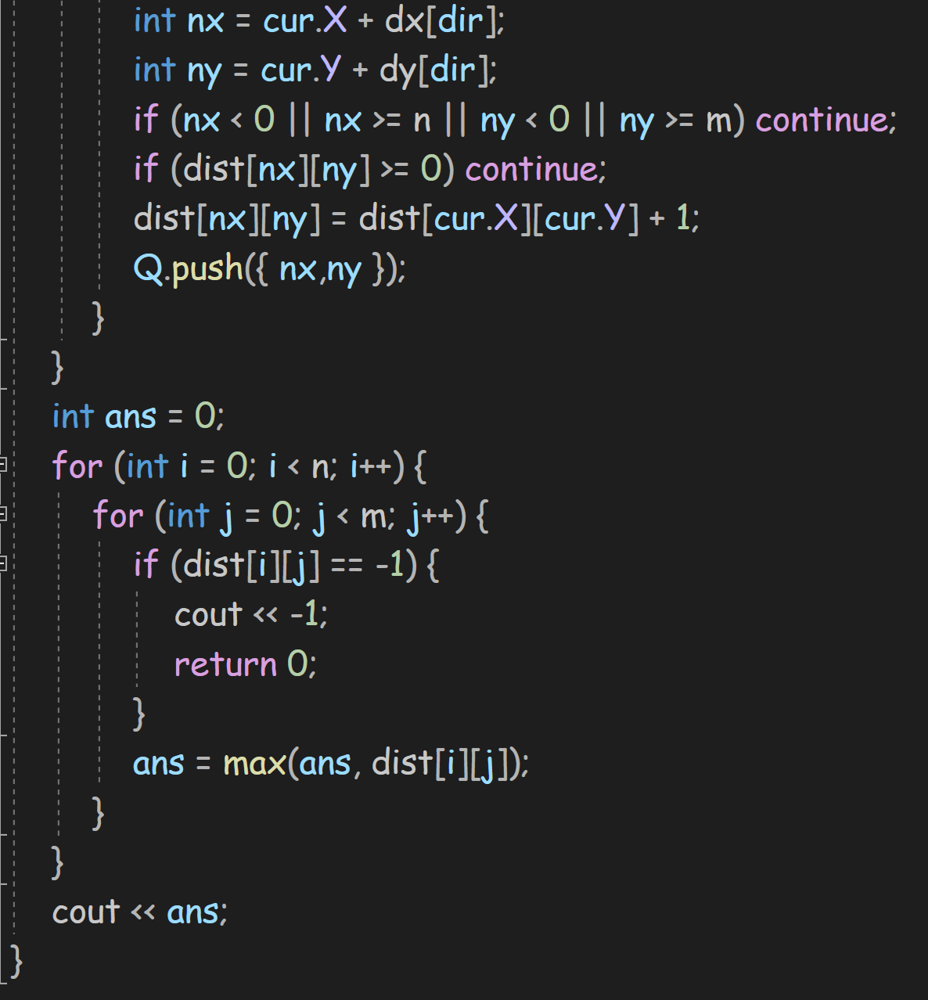 int nx = cur.X + dx[dir];
int ny = cur.Y + dy[dir];
if (nx < 0 || nx >= n || ny < 0 || ny >= m) continue;
if (dist[nx][ny] >= 0) continue;
dist[nx][ny] = dist[cur.X][cur.Y] + 1;
Q.push({ nx,ny });
}
}
int ans = 0;
for (int i = 0; i < n; i++) {
for (int j = 0; j < m; j++) {
if (dist[i][j] == -1) {
cout << -1;
return 0;
}
ans = max(ans, dist[i][j]);
}
}
cout << ans;
}